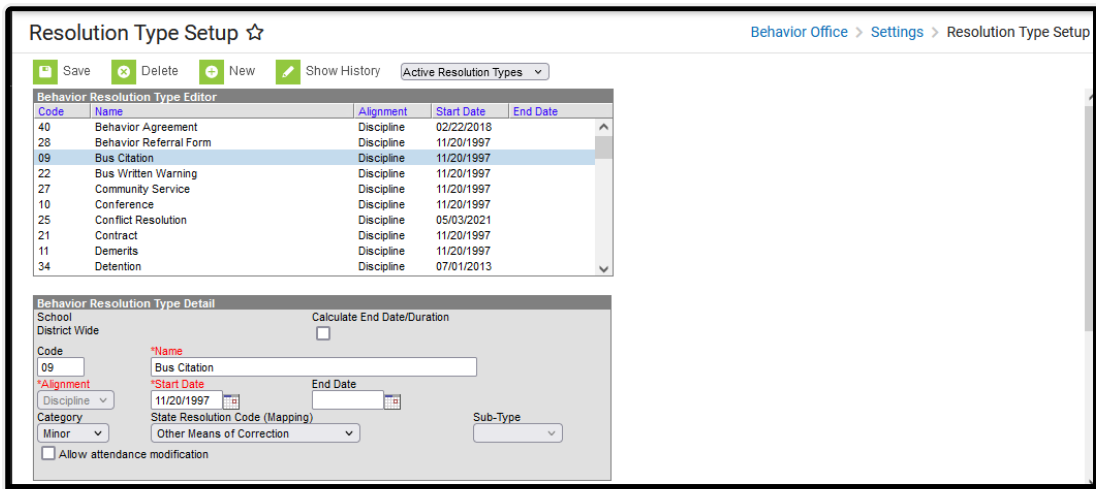 Resolution Type Setup ☆ Behavior Office > Settings > Resolution Type Setup
Save Delete New Show History Active Resolution Types
Behavior Resolution Type Editor
Code Name Alignment Start Date End Date
40 Behavior Agreement Discipline 02/22/2018
28 Behavior Referral Form Discipline 11/20/1997
09 Bus Citation Discipline 11/20/1997
22 Bus Written Warning Discipline 11/20/1997
27 Community Service Discipline 11/20/1997
10 Conference Discipline 11/20/1997
25 Conflict Resolution Discipline 05/03/2021
21 Contract Discipline 11/20/1997
11 Demerits Discipline 11/20/1997
34 Detention Discipline 07/01/2013
Behavior Resolution Type Detail
School Calculate End Date/Duration
District Wide
Code *Name
09 Bus Citation
*Alignment *Start Date End Date
Discipline 11/20/1997
Category State Resolution Code (Mapping) Sub-Type
Minor Other Means of Correction
Allow attendance modification